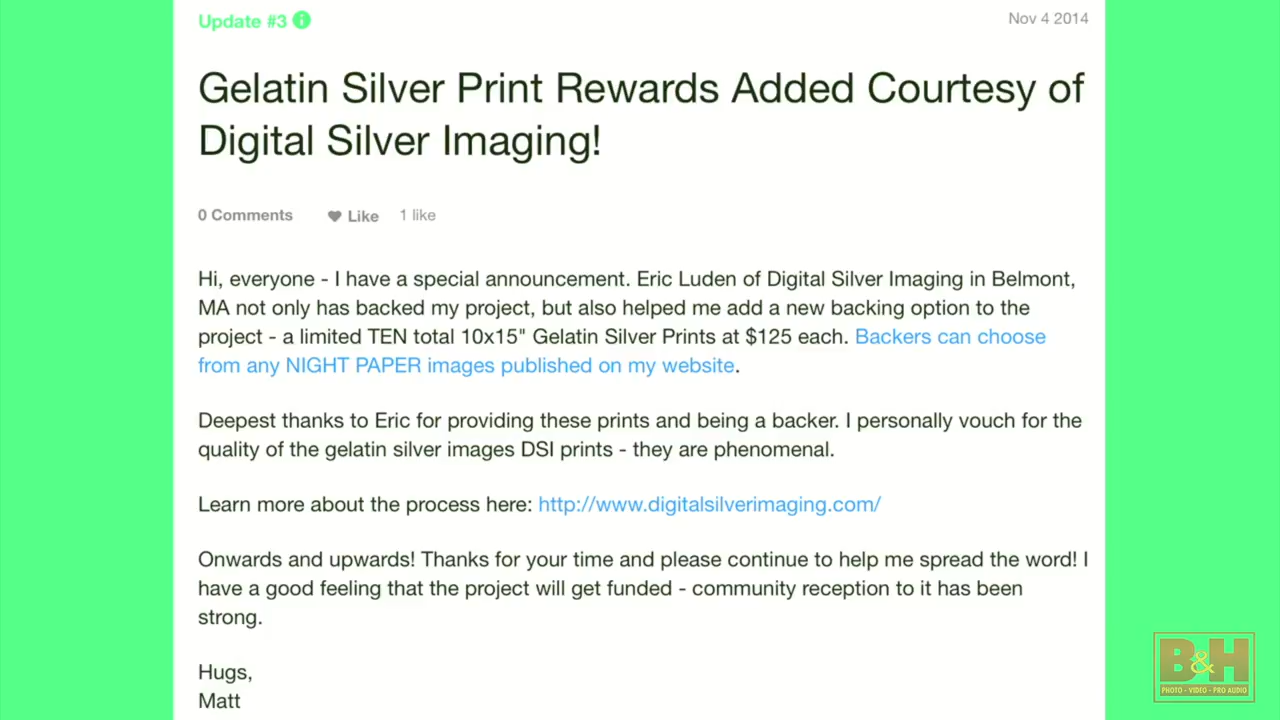 Update #3
Nov 4 2014
Gelatin Silver Print Rewards Added Courtesy of
Digital Silver Imaging!
0 Comments
Like
1 like
Hi, everyone - I have a special announcement. Eric Luden of Digital Silver Imaging in Belmont,
MA not only has backed my project, but also helped me add a new backing option to the
project - a limited TEN total 10x15" Gelatin Silver Prints at $125 each. Backers can choose
from any NIGHT PAPER images published on my website.
Deepest thanks to Eric for providing these prints and being a backer. I personally vouch for the
quality of the gelatin silver images DSI prints - they are phenomenal.
Learn more about the process here: http://www.digitalsilverimaging.com/
Onwards and upwards! Thanks for your time and please continue to help me spread the word! I
have a good feeling that the project will get funded - community reception to it has been
strong.
Hugs,
Matt
B&H
PHOTO - VIDEO - PRO AUDIO